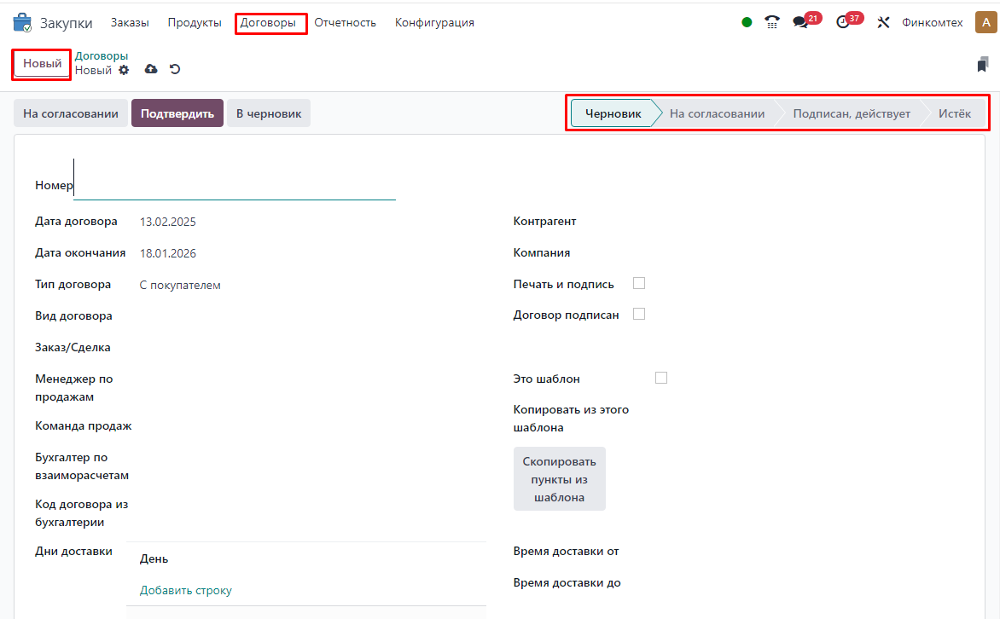 Закупки Заказы Продукты Договоры Отчетность Конфигурация 21 37 Финкомтех A
Новый Договоры
Новый
На согласовании Подтвердить В черновик Черновик На согласовании Подписан, действует Истёк
Номер
Дата договора 13.02.2025 Контрагент
Дата окончания 18.01.2026 Компания
Тип договора С покупателем Печать и подпись
Вид договора Договор подписан
Заказ/Сделка
Менеджер по Это шаблон
продажам
Копировать из этого
Команда продаж шаблона
Бухгалтер по Скопировать
взаиморасчетам пункты из
Код договора из шаблона
бухгалтерии
Дни доставки День Время доставки от
Добавить строку Время доставки до